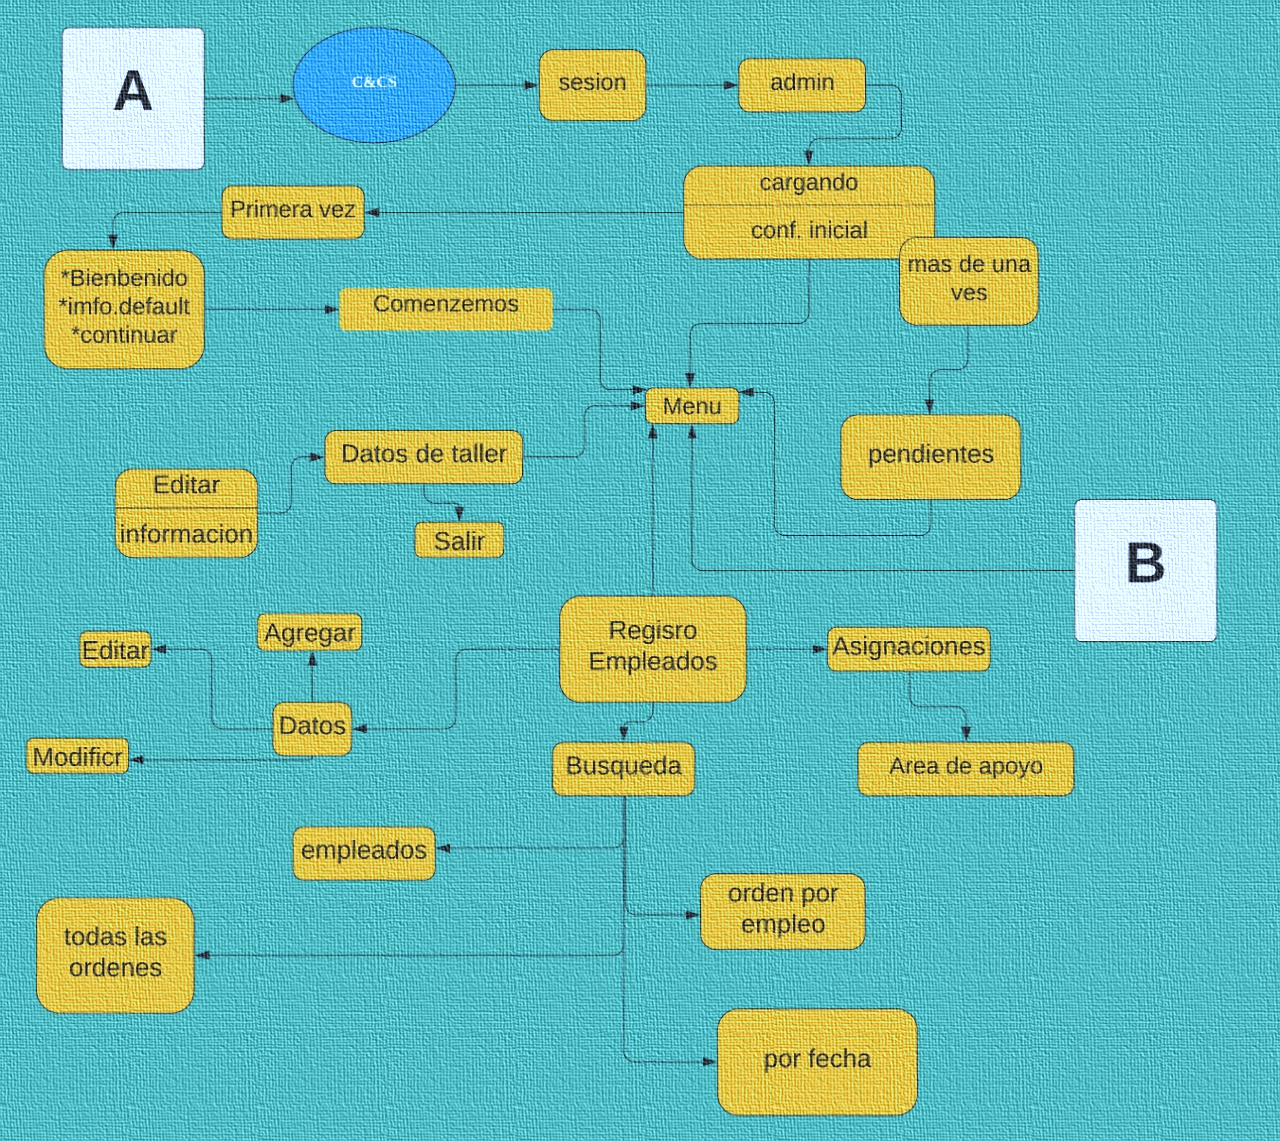 A
C&CS
sesion
admin
cargando
conf. inicial
Primera vez
mas de una
ves
*Bienbenido
*imfo.default
*continuar
Comenzemos
Menu
Datos de taller
pendientes
Editar
informacion
Salir
B
Regisro
Empleados
Asignaciones
Agregar
Editar
Datos
Modificr
Busqueda
Area de apoyo
empleados
orden por
empleo
todas las
ordenes
por fecha